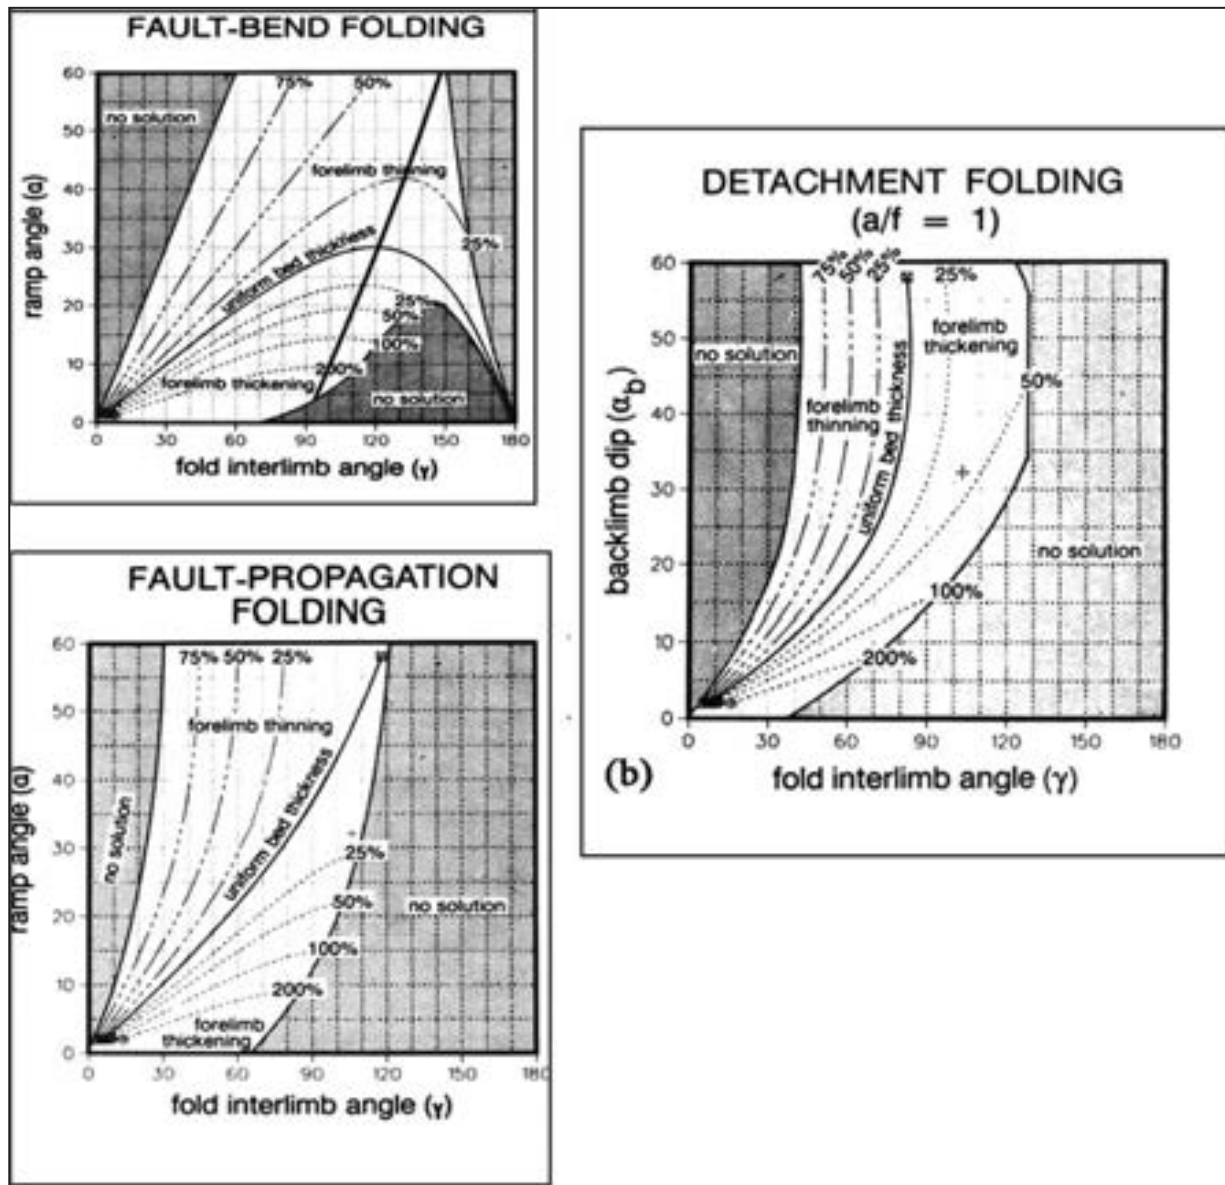 FAULT-BEND FOLDING
60
50
40
30
20
10
0
ramp angle (α)
no solution
75%
50%
forelimb thinning
25%
uniform bed thickness
25%
50%
100%
200%
forelimb thickening
no solution
0 30 60 90 120 150 180
fold interlimb angle (γ)
FAULT-PROPAGATION
FOLDING
60
50
40
30
20
10
0
ramp angle (α)
no solution
75% 50% 25%
forelimb thinning
uniform bed thickness
25%
50%
100%
200%
forelimb
thickening
no solution
0 30 60 90 120 150 180
fold interlimb angle (γ)
DETACHMENT FOLDING
(a/f = 1)
60
50
40
30
20
10
0
backlimb dip (αb)
no solution
75% 50% 25%
forelimb
thinning
uniform bed thickness
25%
forelimb
thickening
50%
100%
200%
no solution
0 30 60 90 120 150 180
(b)
fold interlimb angle (γ)